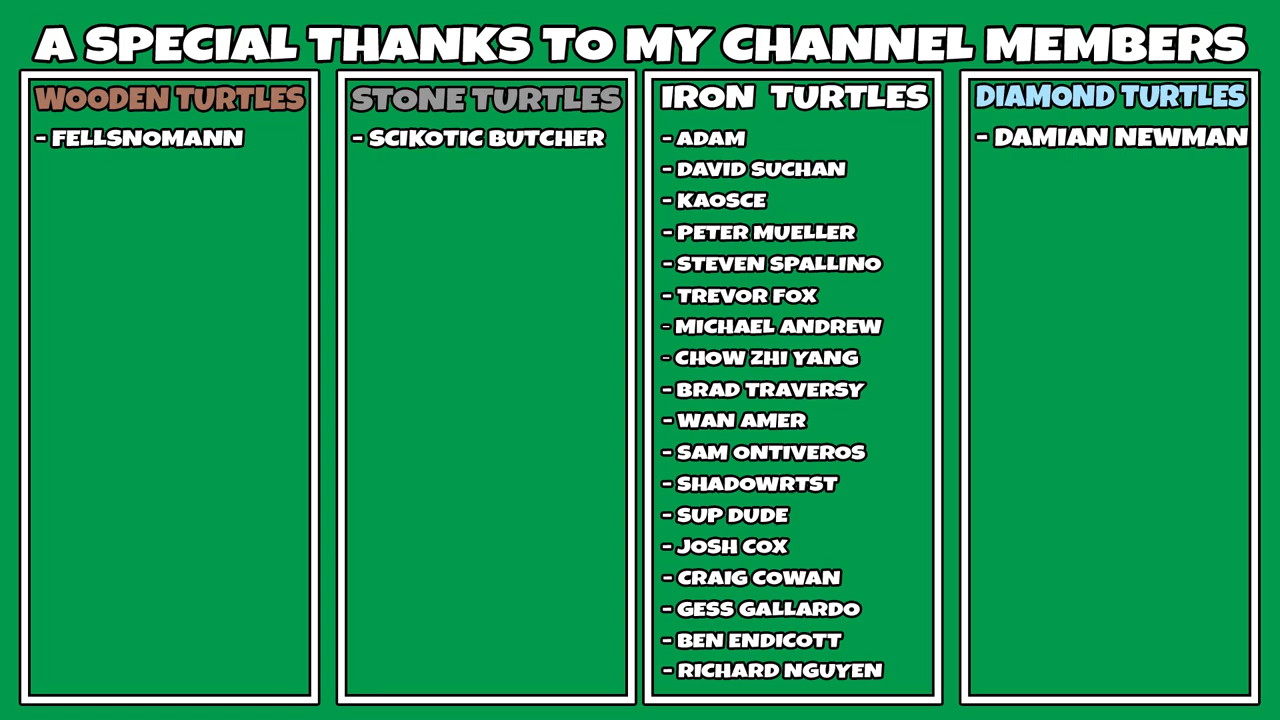 A SPECIAL THANKS TO MY CHANNEL MEMBERS
WOODEN TURTLES
- FELLSNOMANN
STONE TURTLES
- SCIKOTIC BUTCHER
IRON TURTLES
- ADAM
- DAVID SUCHAN
- KAOSCE
- PETER MUELLER
- STEVEN SPALLINO
- TREVOR FOX
- MICHAEL ANDREW
- CHOW ZHI YANG
- BRAD TRAVERSY
- WAN AMER
- SAM ONTIVEROS
- SHADOWRTST
- SUP DUDE
- JOSH COX
- CRAIG COWAN
- GESS GALLARDO
- BEN ENDICOTT
- RICHARD NGUYEN
DIAMOND TURTLES
- DAMIAN NEWMAN